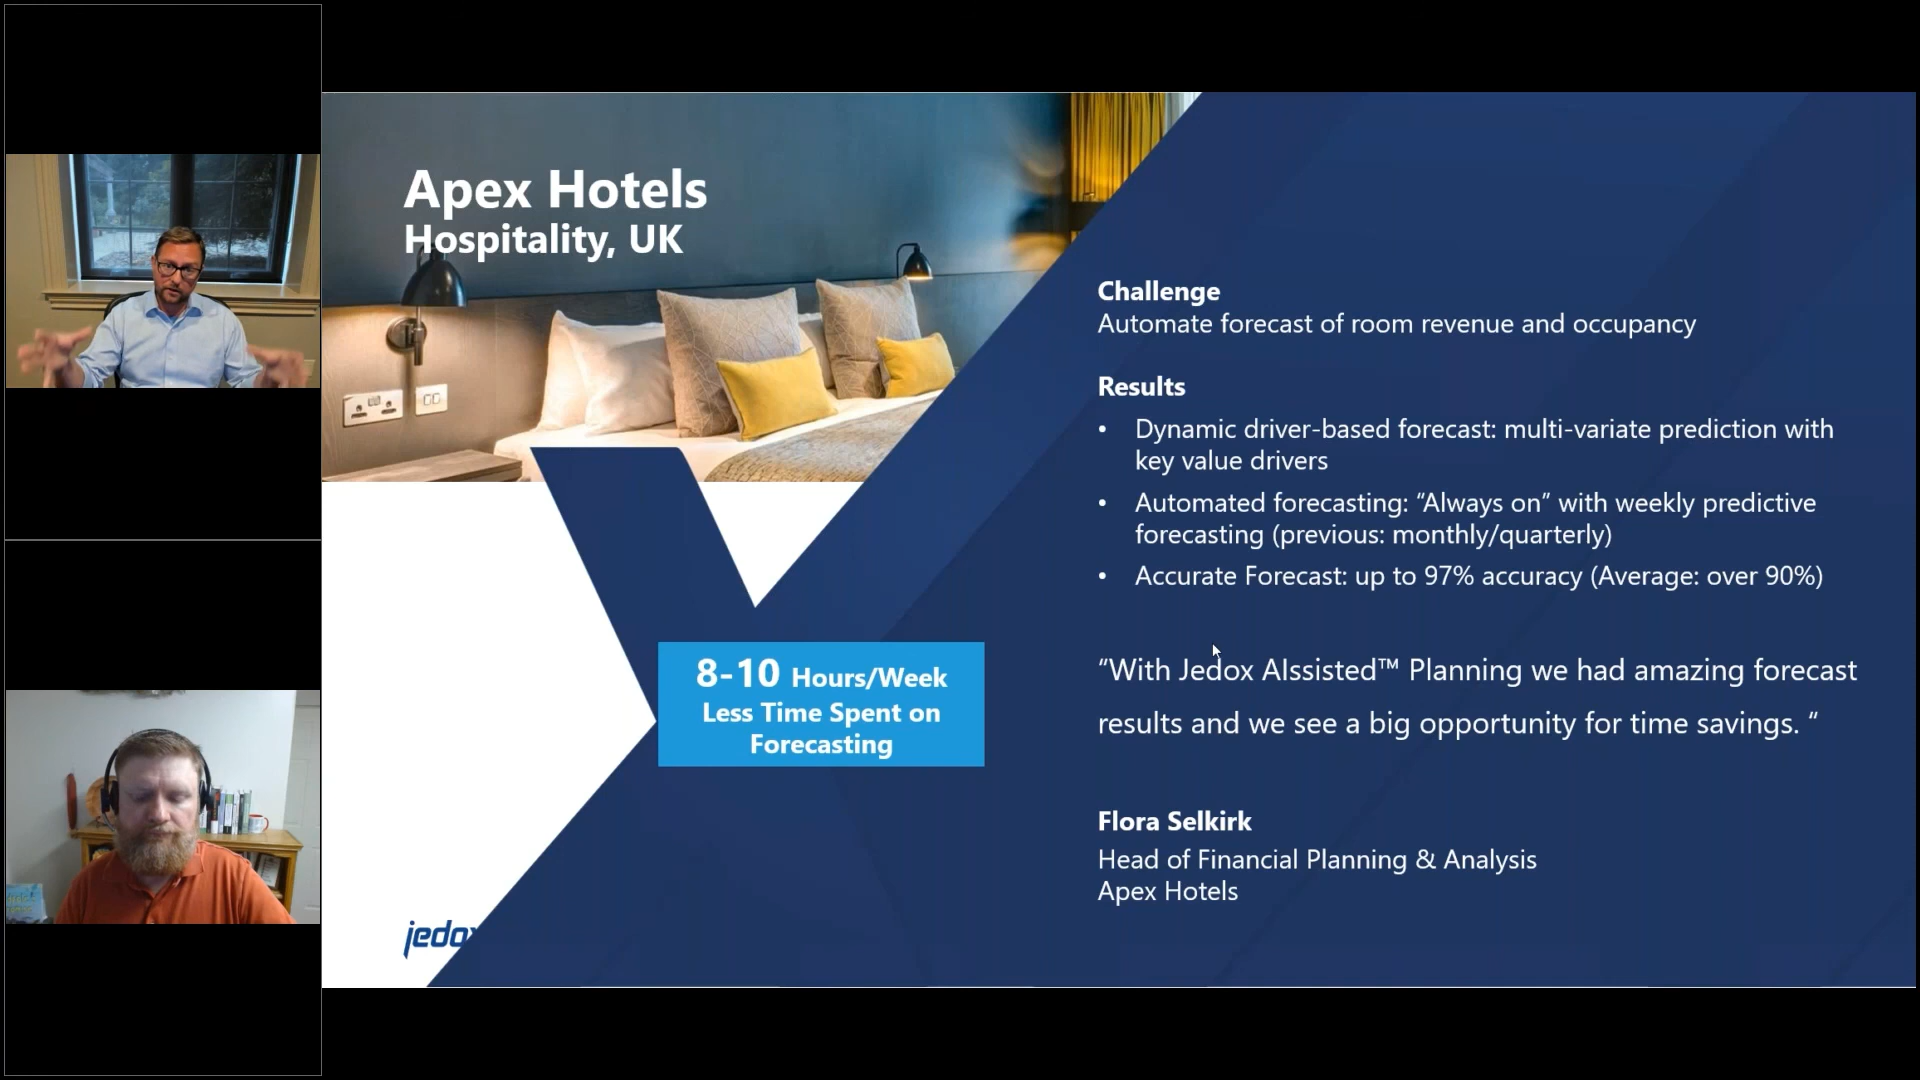 Apex Hotels
Hospitality, UK
Challenge
Automate forecast of room revenue and occupancy
Results
• Dynamic driver-based forecast: multi-variate prediction with
key value drivers
• Automated forecasting: “Always on” with weekly predictive
forecasting (previous: monthly/quarterly)
• Accurate Forecast: up to 97% accuracy (Average: over 90%)
8-10 Hours/Week
Less Time Spent on
Forecasting
“With Jedox AIssisted™ Planning we had amazing forecast
results and we see a big opportunity for time savings. “
Flora Selkirk
Head of Financial Planning & Analysis
Apex Hotels
jedox